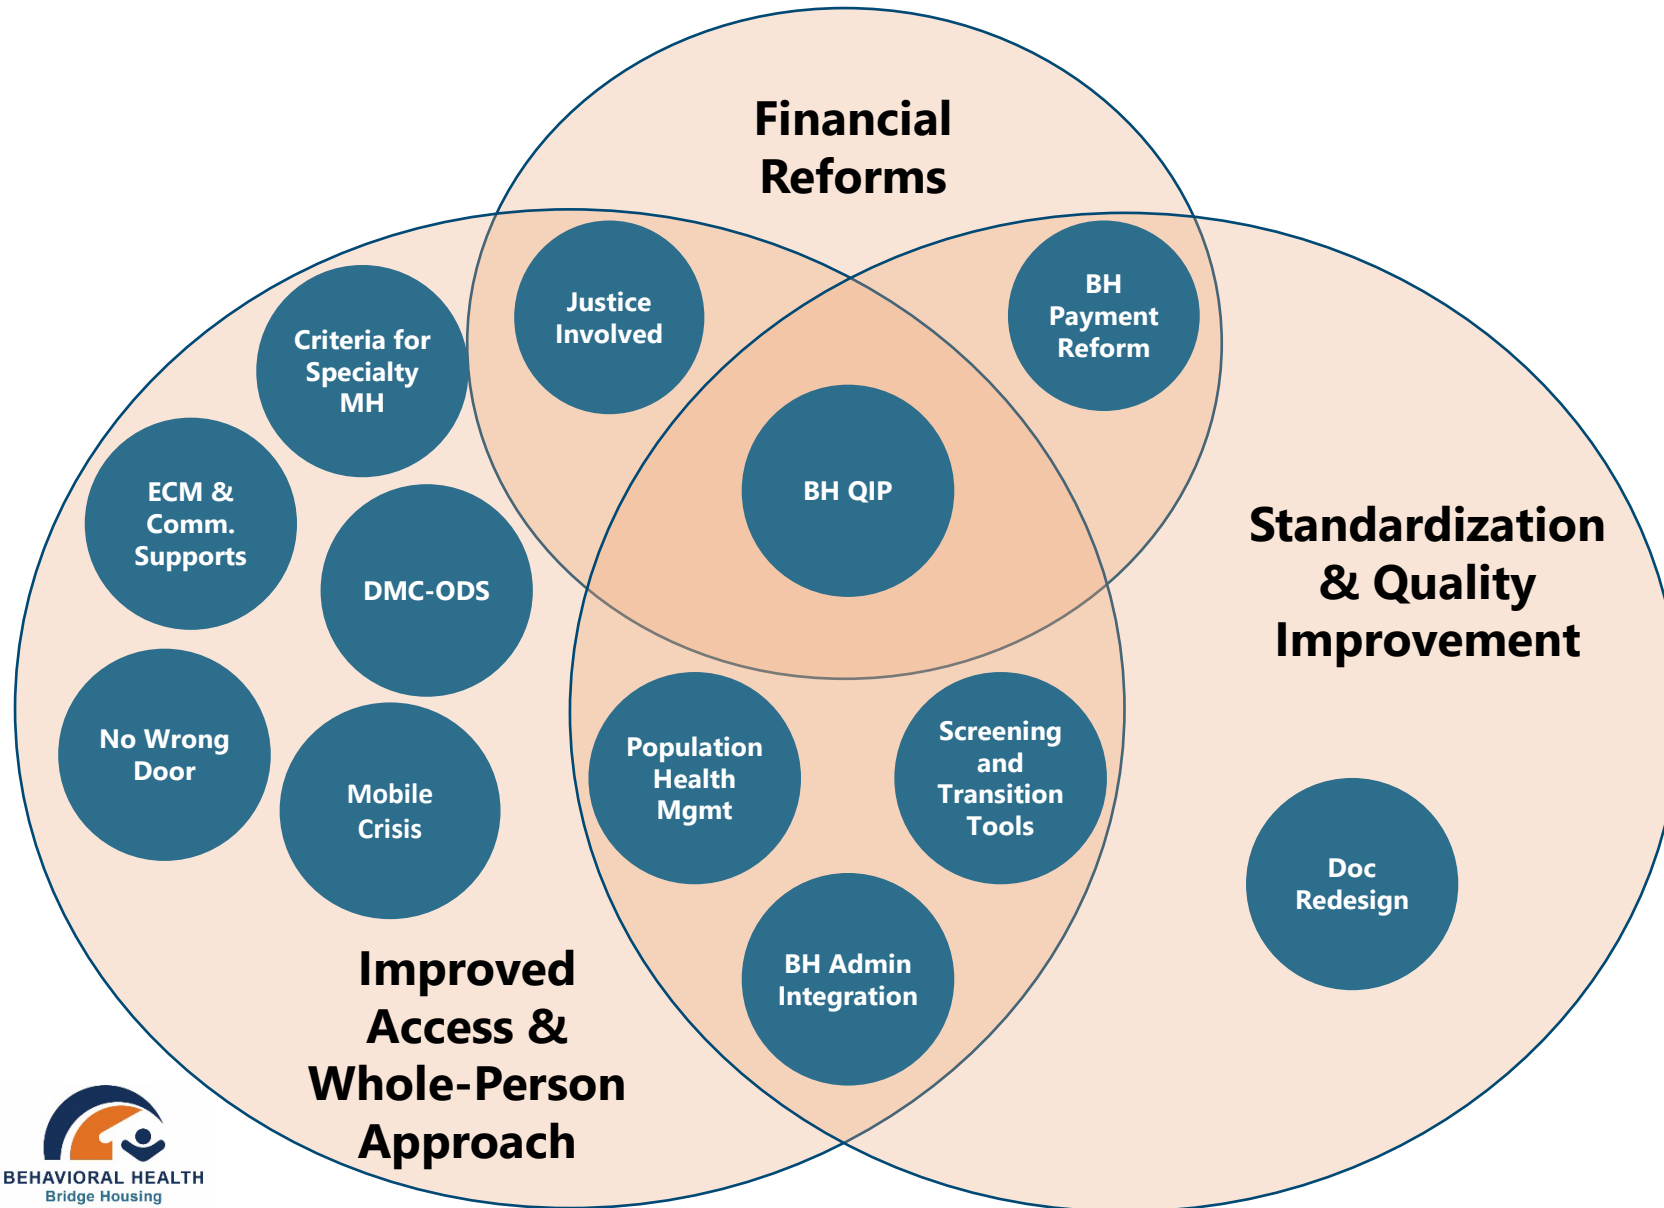 Financial
Reforms
Justice
Involved
BH
Payment
Reform
Criteria for
Specialty
MH
BH QIP
ECM &
Comm.
Supports
DMC-ODS
Standardization
& Quality
Improvement
No Wrong
Door
Mobile
Crisis
Population
Health
Mgmt
Screening
and
Transition
Tools
Doc
Redesign
BH Admin
Integration
Improved
Access &
Whole-Person
Approach
BEHAVIORAL HEALTH
Bridge Housing